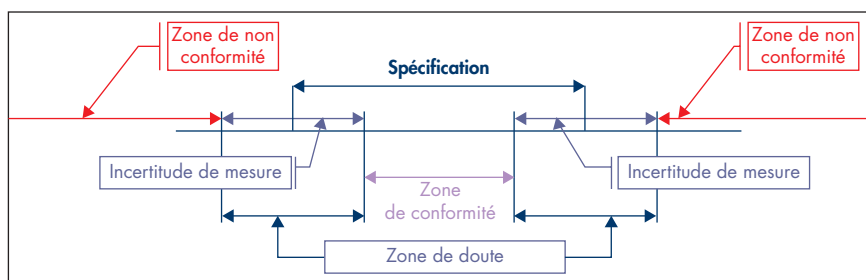 Zone de non
conformité
Spécification
Zone de non
conformité
Incertitude de mesure
Zone
de conformité
Incertitude de mesure
Zone de doute